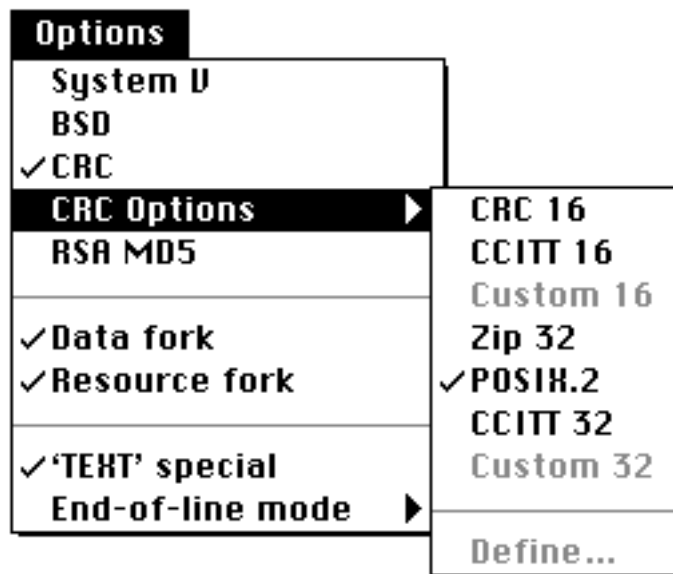 Options
System V
BSD
✓CRC
CRC Options
RSA MD5
✓Data fork
✓Resource fork
✓‘TEXT’ special
End-of-line mode
CRC 16
CCITT 16
Custom 16
Zip 32
✓POSIX.2
CCITT 32
Custom 32
Define...